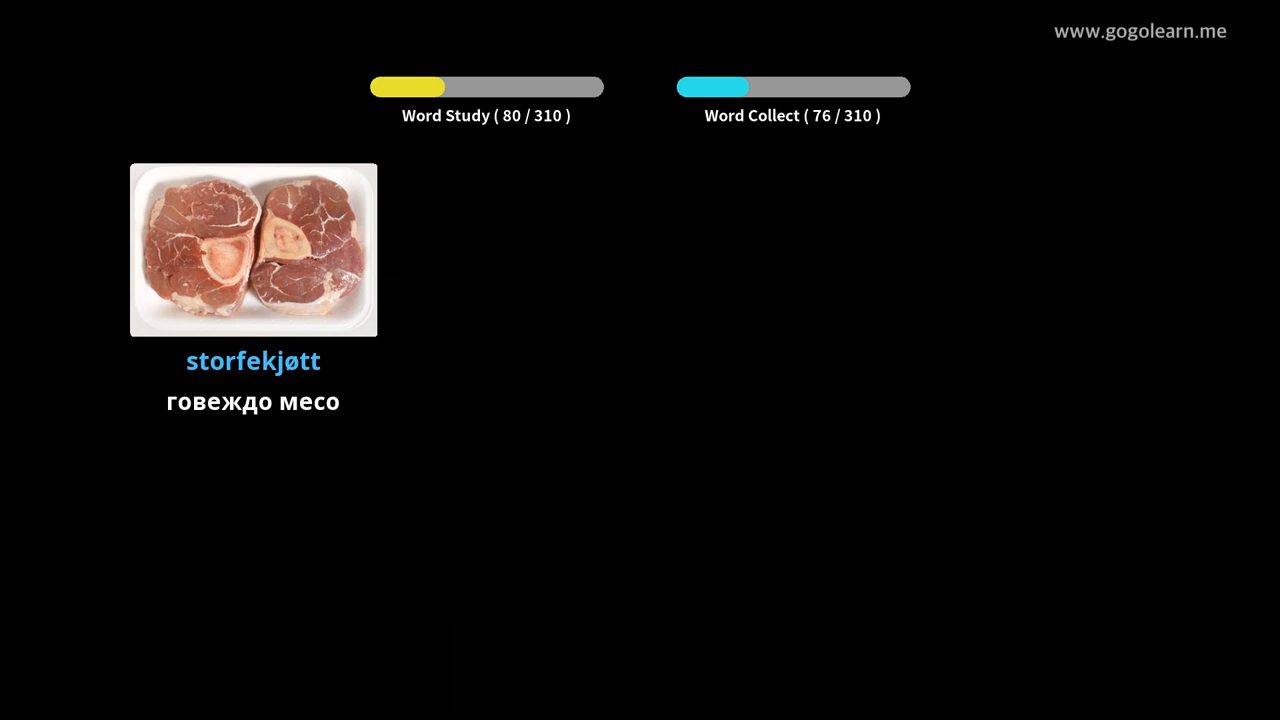 www.gogolearn.me
Word Study ( 80 / 310 )
Word Collect ( 76 / 310 )
storfekjøtt
говеждо месо